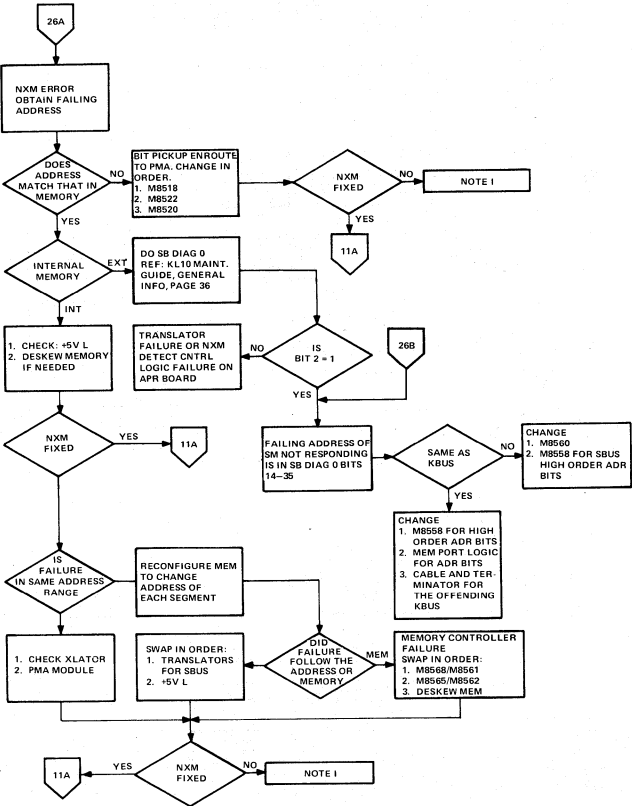 26A
NXM ERROR
OBTAIN FAILING
ADDRESS
DOES
ADDRESS
MATCH THAT IN
MEMORY
NO
YES
BIT PICKUP ENROUTE
TO PMA. CHANGE IN
ORDER.
1. M8518
2. M8522
3. M8520
NXM
FIXED
NO
YES
NOTE I
11A
INTERNAL
MEMORY
EXT
INT
DO SB DIAG 0
REF: KL10 MAINT.
GUIDE, GENERAL
INFO, PAGE 36
1. CHECK: +5V L
2. DESKEW MEMORY
IF NEEDED
TRANSLATOR
FAILURE OR NXM
DETECT CNTRL
LOGIC FAILURE ON
APR BOARD
NO
IS
BIT 2 = 1
YES
26B
NXM
FIXED
YES
11A
FAILING ADDRESS OF
SM NOT RESPONDING
IS IN SB DIAG 0 BITS
14-35
SAME AS
KBUS
NO
YES
CHANGE
1. M8560
2. M8558 FOR SBUS
HIGH ORDER ADR
BITS
CHANGE
1. M8558 FOR HIGH
ORDER ADR BITS
2. MEM PORT LOGIC
FOR ADR BITS
3. CABLE AND TER-
MINATOR FOR
THE OFFENDING
KBUS
IS
FAILURE
IN SAME ADDRESS
RANGE
RECONFIGURE MEM
TO CHANGE
ADDRESS OF
EACH SEGMENT
1. CHECK XLATOR
2. PMA MODULE
SWAP IN ORDER:
1. TRANSLATORS
FOR SBUS
2. +5V L
DID
FAILURE
FOLLOW THE
ADDRESS OR
MEMORY
MEM
MEMORY CONTROLLER
FAILURE
SWAP IN ORDER:
1. M8568/M8561
2. M8565/M8562
3. DESKEW MEM
NXM
FIXED
YES
11A
NO
NOTE I